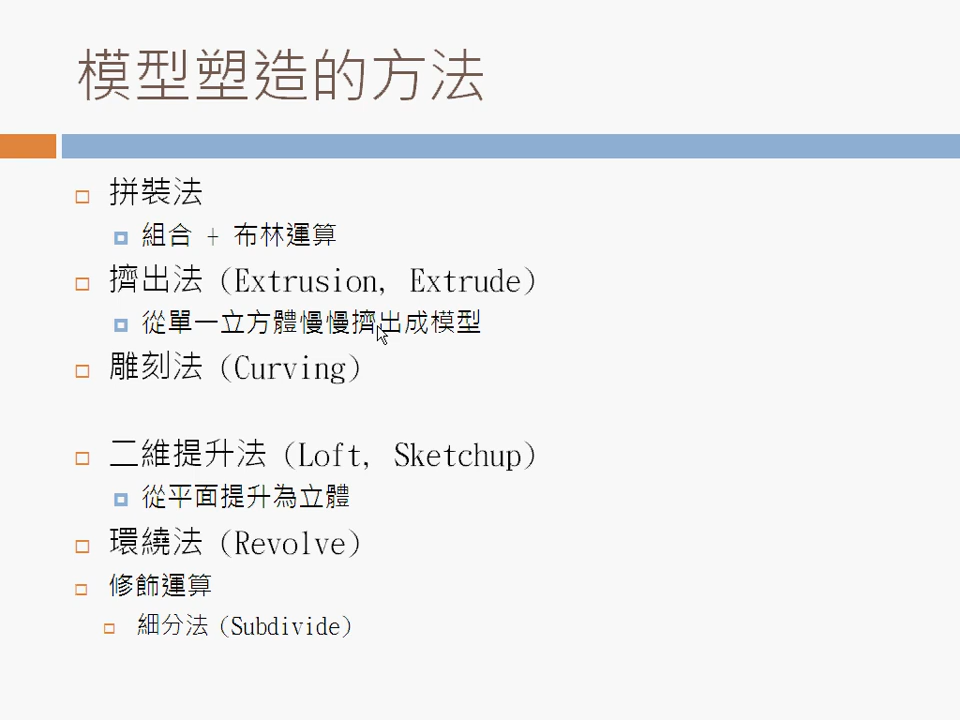 模型塑造的方法
拼裝法
組合 + 布林運算
擠出法 (Extrusion, Extrude)
從單一立方體慢慢擠出成模型
雕刻法 (Curving)
二維提升法 (Loft, Sketchup)
從平面提升為立體
環繞法 (Revolve)
修飾運算
細分法 (Subdivide)